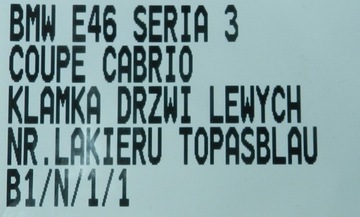 BMW E46 SERIA 3
COUPE CABRIO
KLAMKA DRZWI LEWYCH
NR.LAKIERU TOPASBLAU
B1/N/1/1